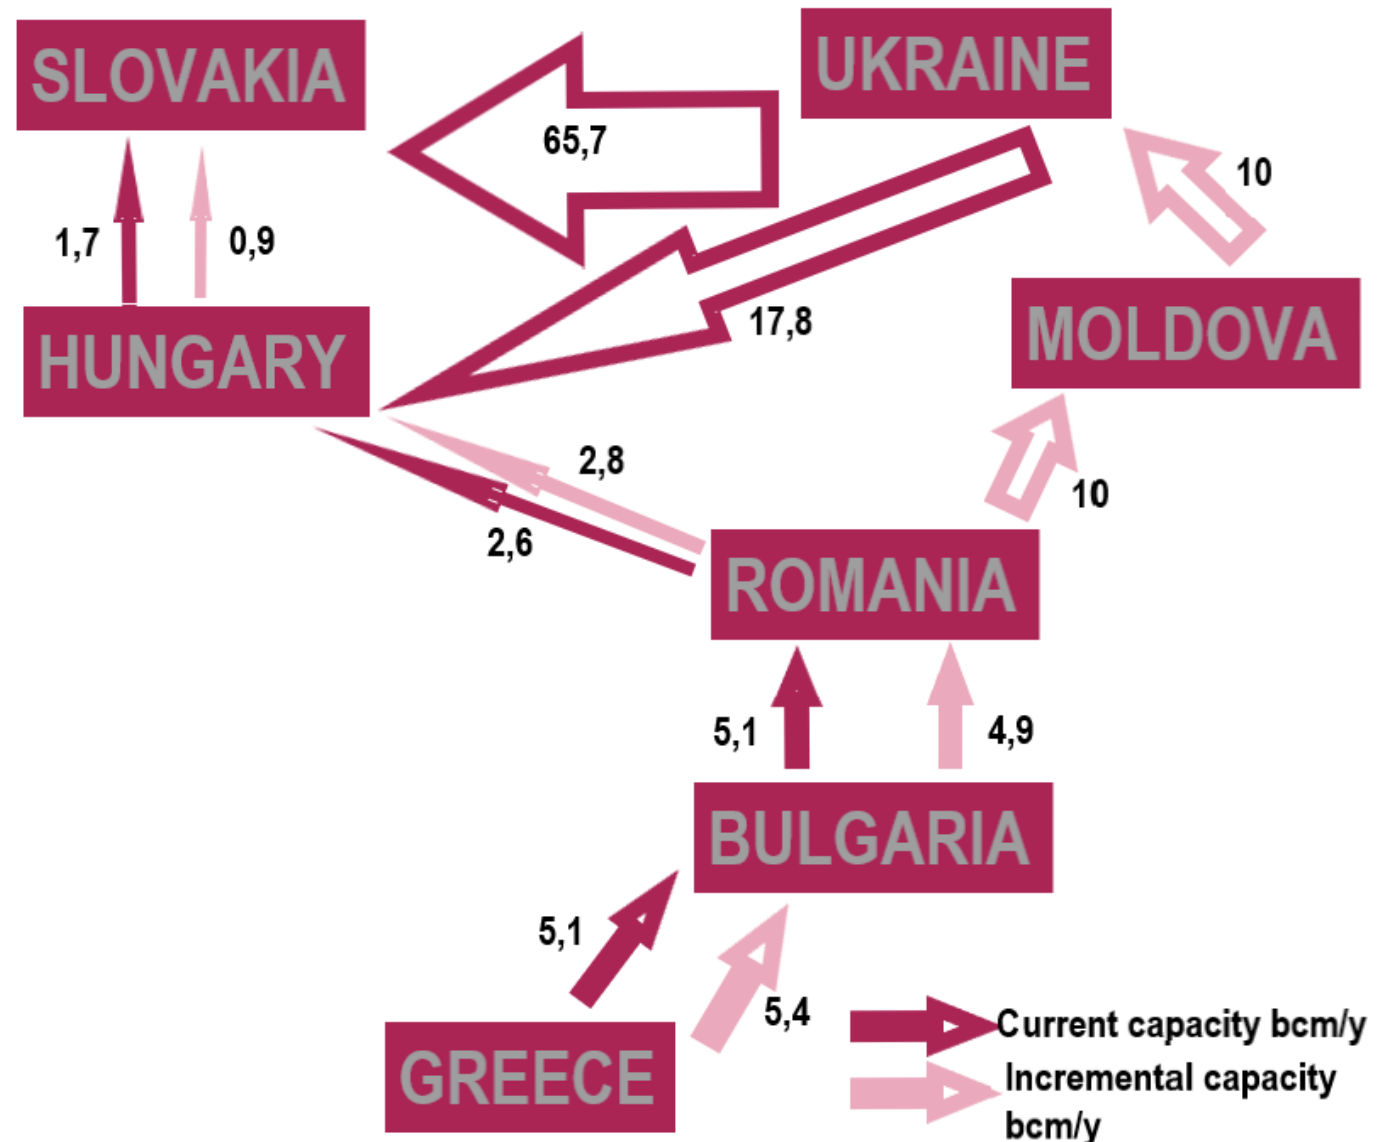 SLOVAKIA
UKRAINE
65,7
10
1,7
0,9
17,8
HUNGARY
MOLDOVA
2,8
2,6
10
ROMANIA
5,1
4,9
BULGARIA
5,1
5,4
GREECE
Current capacity bcm/y
Incremental capacity
bcm/y